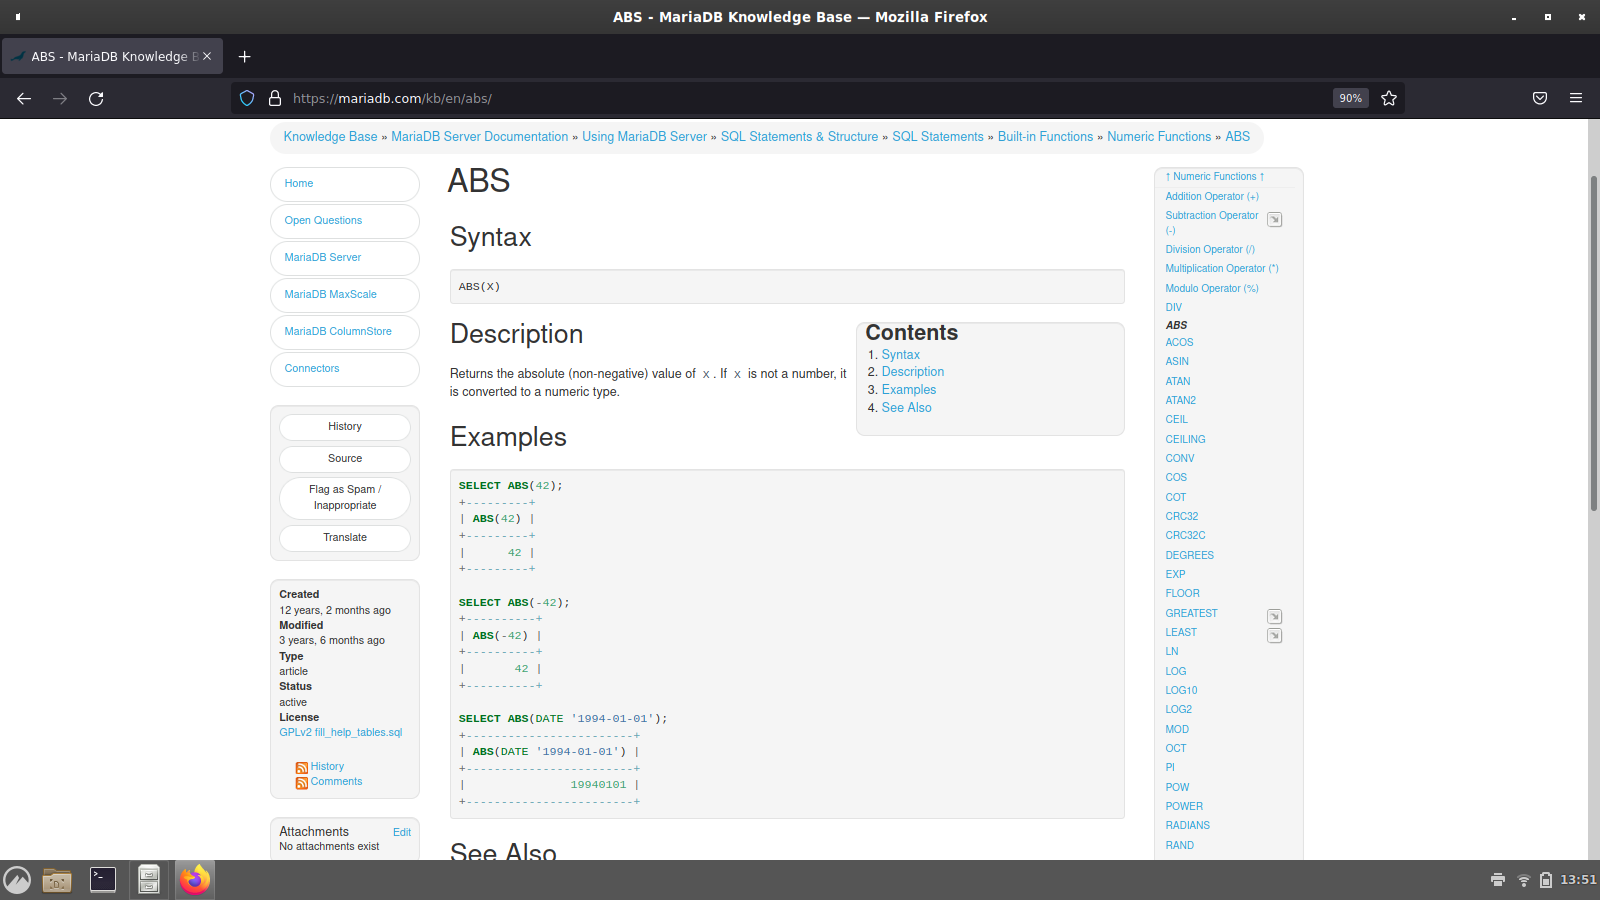 ABS - MariaDB Knowledge Base — Mozilla Firefox
ABS - MariaDB Knowledge B
https://mariadb.com/kb/en/abs/
90%
Knowledge Base » MariaDB Server Documentation » Using MariaDB Server » SQL Statements & Structure » SQL Statements » Built-in Functions » Numeric Functions » ABS
Home
Open Questions
MariaDB Server
MariaDB MaxScale
MariaDB ColumnStore
Connectors
History
Source
Flag as Spam /
Inappropriate
Translate
Created
12 years, 2 months ago
Modified
3 years, 6 months ago
Type
article
Status
active
License
GPLv2 fill_help_tables.sql
History
Comments
Attachments Edit
No attachments exist
ABS
Syntax
ABS(X)
Description
Returns the absolute (non-negative) value of X. If X is not a number, it
is converted to a numeric type.
Contents
1. Syntax
2. Description
3. Examples
4. See Also
Examples
SELECT ABS(42);
+---------+
| ABS(42) |
+---------+
|      42 |
+---------+
SELECT ABS(-42);
+----------+
| ABS(-42) |
+----------+
|       42 |
+----------+
SELECT ABS(DATE '1994-01-01');
+------------------------+
| ABS(DATE '1994-01-01') |
+------------------------+
|               19940101 |
+------------------------+
See Also
↑ Numeric Functions ↑
Addition Operator (+)
Subtraction Operator
(-)
Division Operator (/)
Multiplication Operator (*)
Modulo Operator (%)
DIV
ABS
ACOS
ASIN
ATAN
ATAN2
CEIL
CEILING
CONV
COS
COT
CRC32
CRC32C
DEGREES
EXP
FLOOR
GREATEST
LEAST
LN
LOG
LOG10
LOG2
MOD
OCT
PI
POW
POWER
RADIANS
RAND
13:51